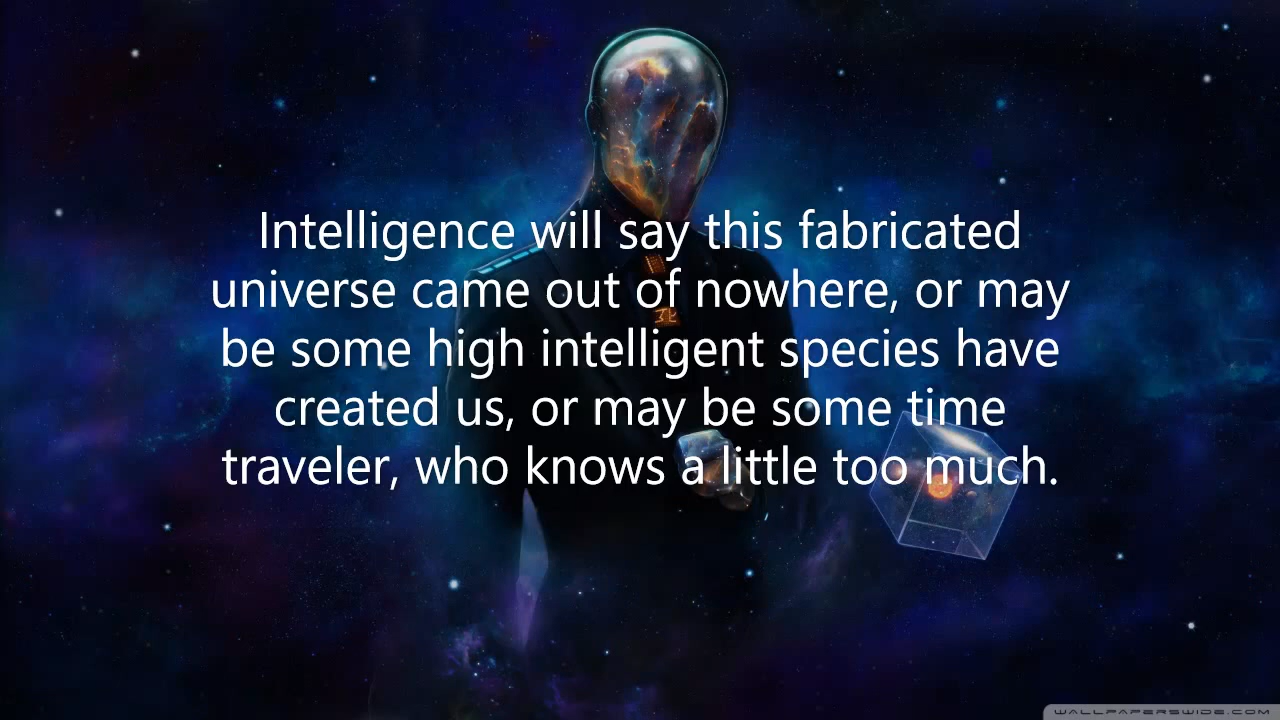 Intelligence will say this fabricated
universe came out of nowhere, or may
be some high intelligent species have
created us, or may be some time
traveler, who knows a little too much.
WALLPAPERSWIDE.COM